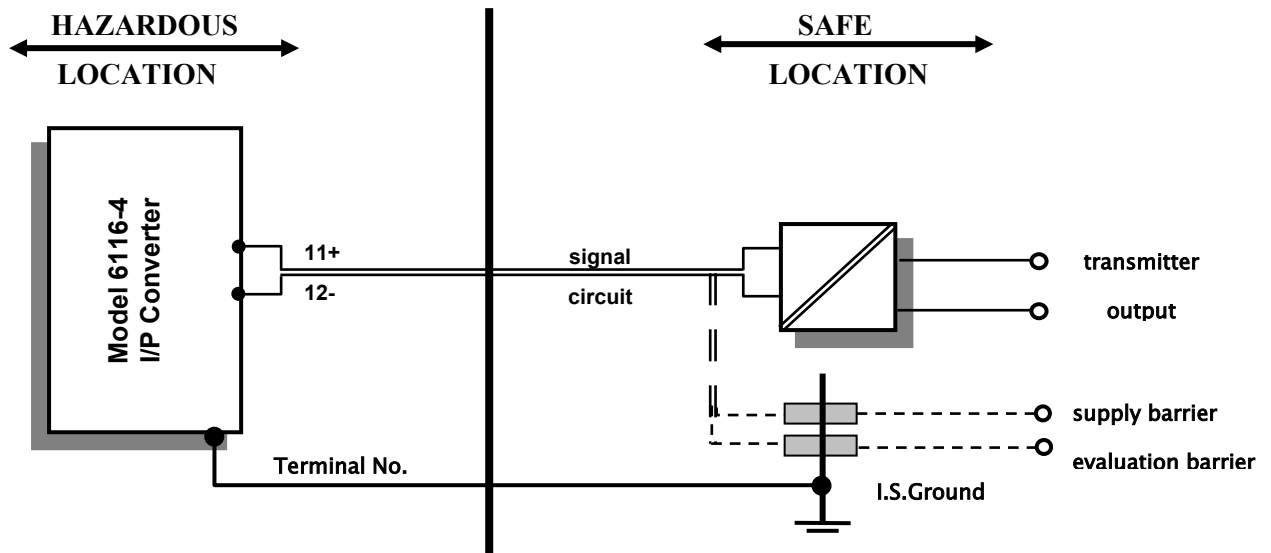 HAZARDOUS
LOCATION
SAFE
LOCATION
Model 6116-4
I/P Converter
11+
12-
signal
circuit
transmitter
output
supply barrier
evaluation barrier
Terminal No.
I.S.Ground